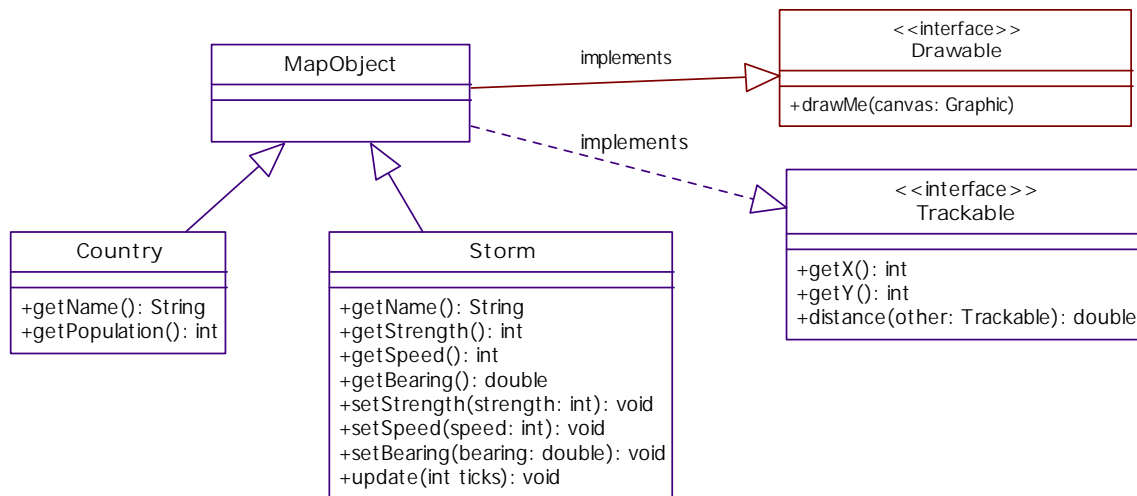 MapObject
implements
<<interface>>
Drawable
+drawMe(canvas: Graphic)
implements
<<interface>>
Trackable
+getX(): int
+getY(): int
+distance(other: Trackable): double
Country
+getName(): String
+getPopulation(): int
Storm
+getName(): String
+getStrength(): int
+getSpeed(): int
+getBearing(): double
+setStrength(strength: int): void
+setSpeed(speed: int): void
+setBearing(bearing: double): void
+update(int ticks): void